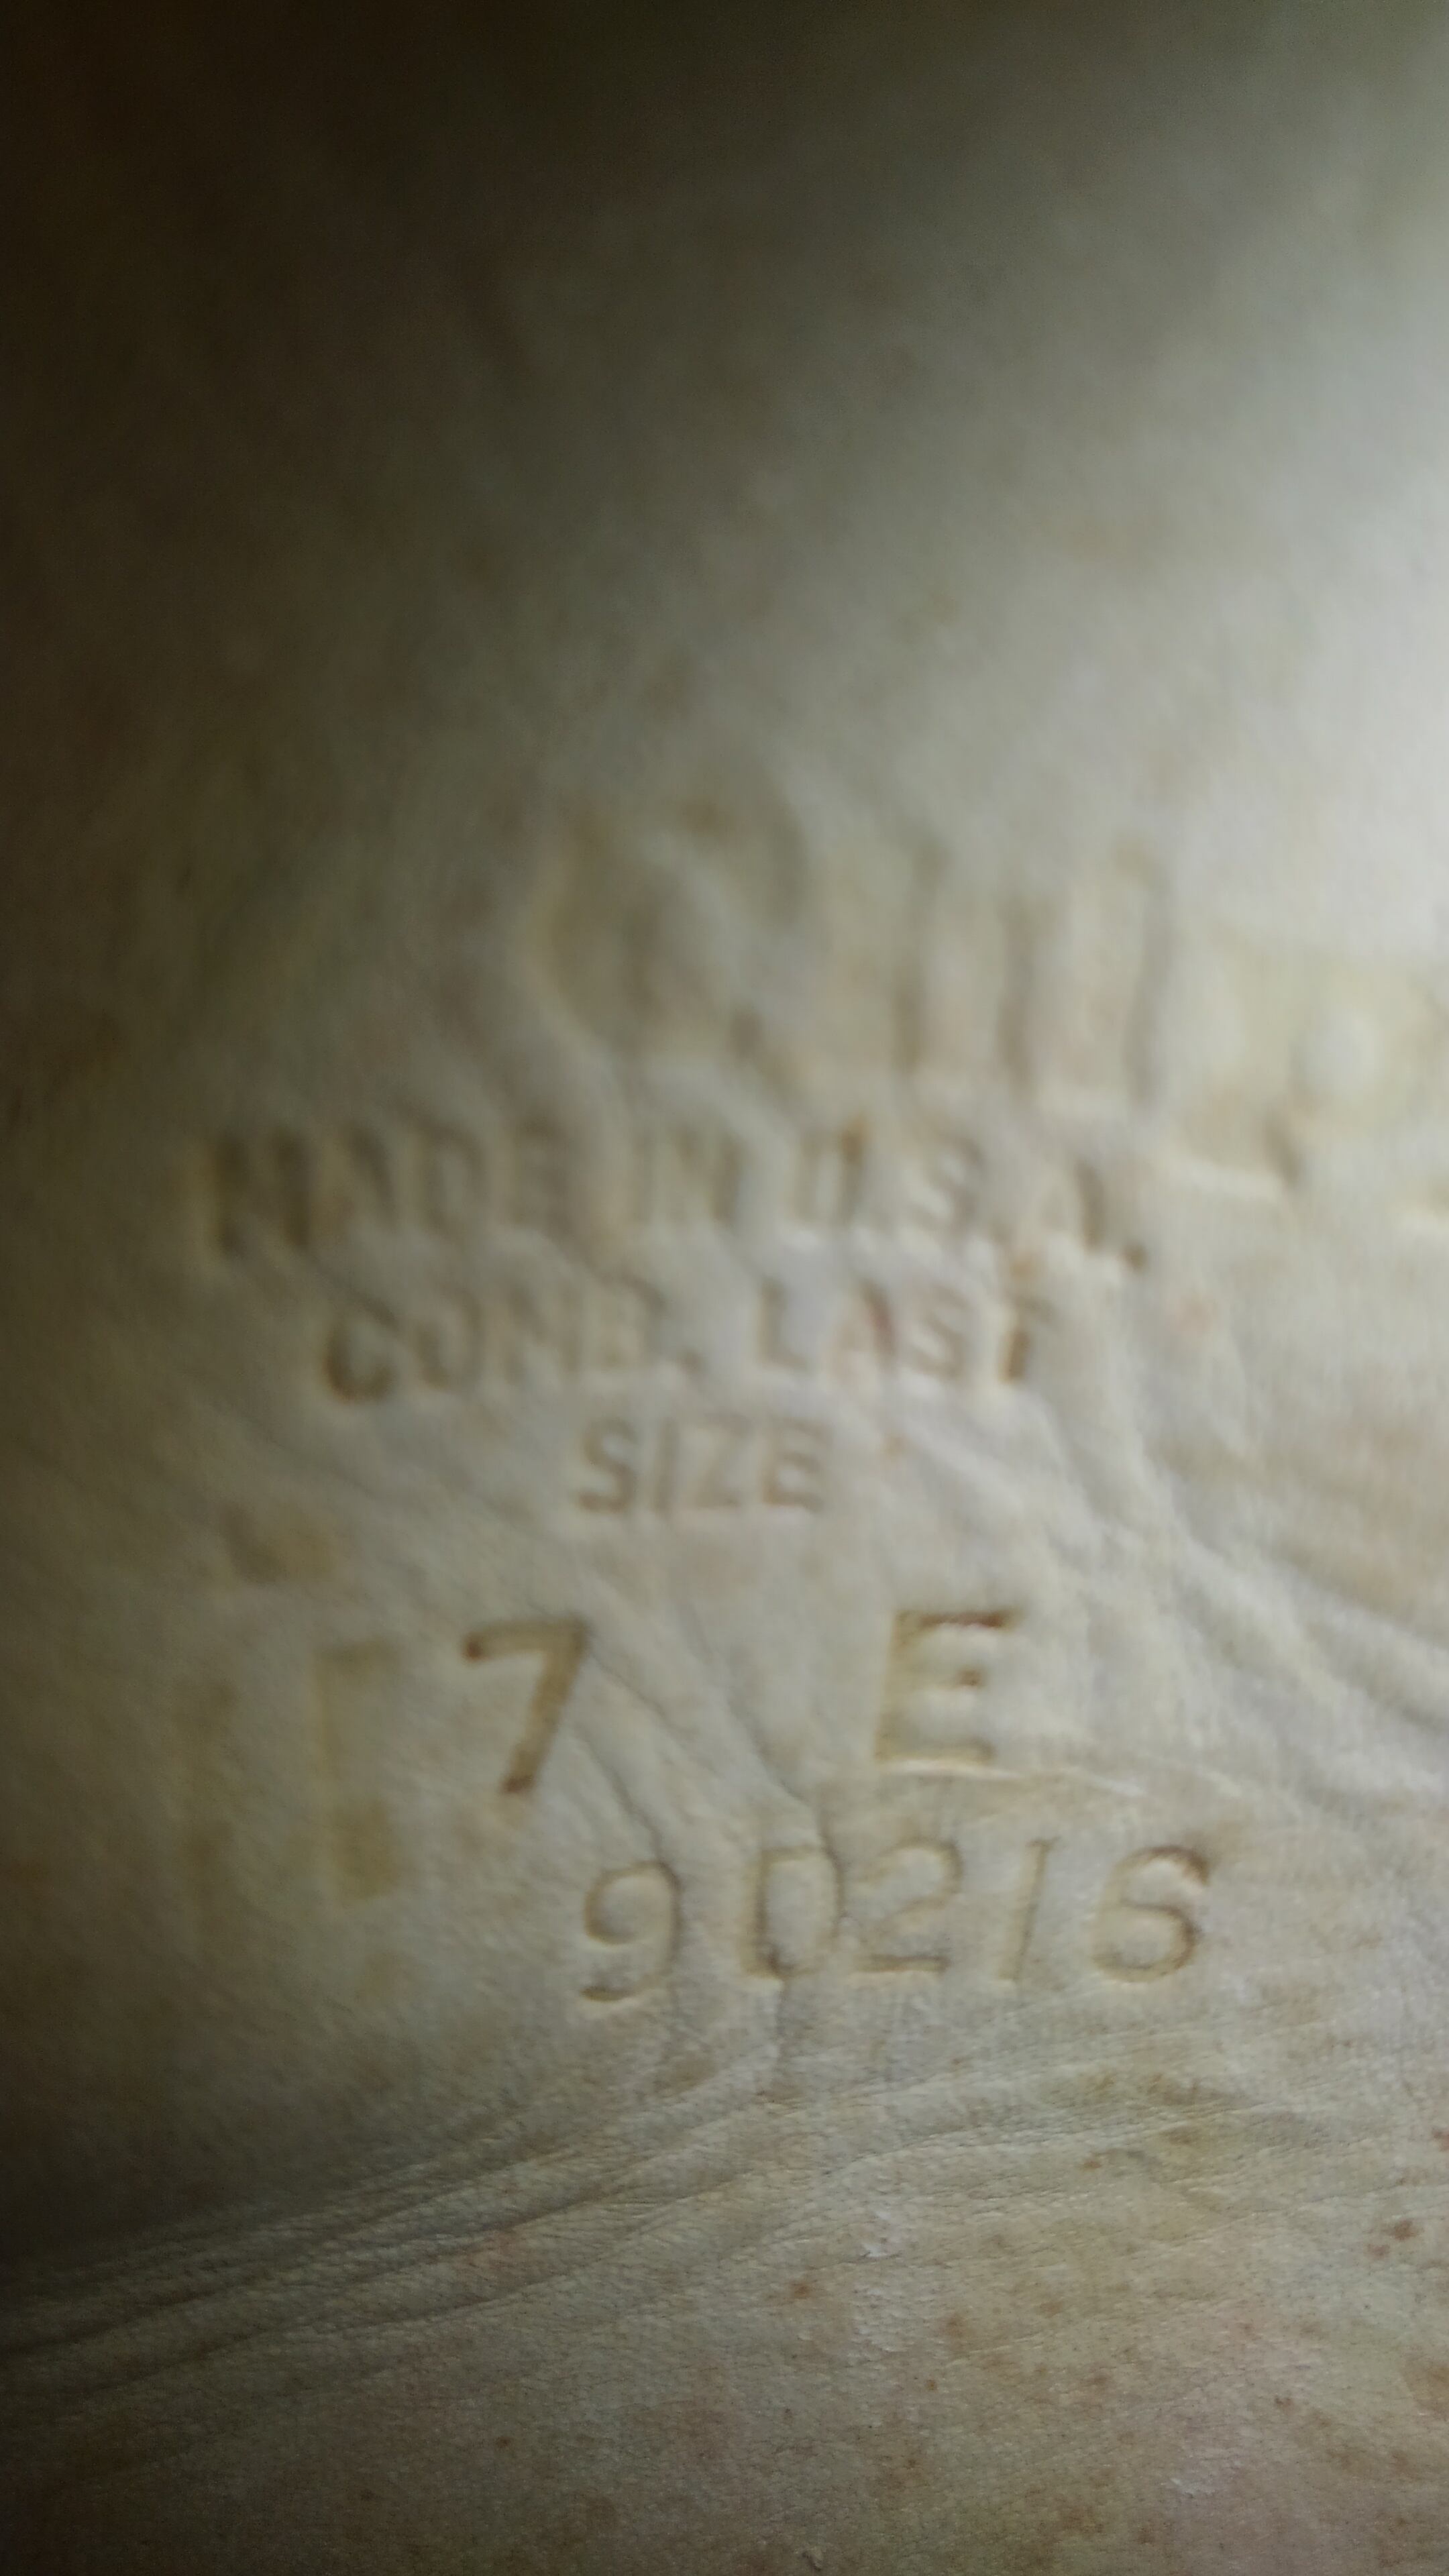 MADE IN U.S.A.
COMB. LAST
SIZE
7 E
90216